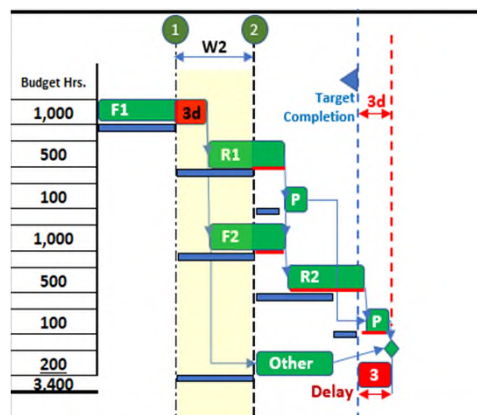 1 2
W2
Budget Hrs.
Target
Completion
3d
1,000 F1 3d
500 R1
100 P
1,000 F2
500 R2
100 P
200 Other 3
3,400 Delay